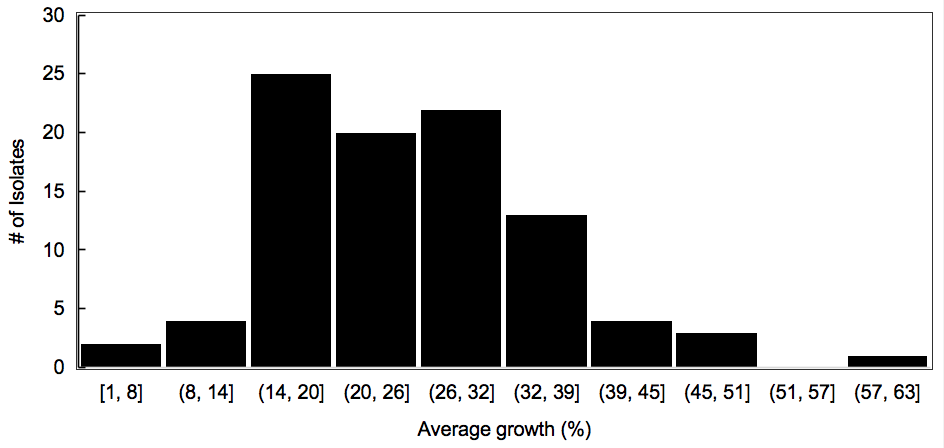 30
25
20
15
10
5
0
# of Isolates
[1, 8] (8, 14] (14, 20] (20, 26] (26, 32] (32, 39] (39, 45] (45, 51] (51, 57] (57, 63]
Average growth (%)